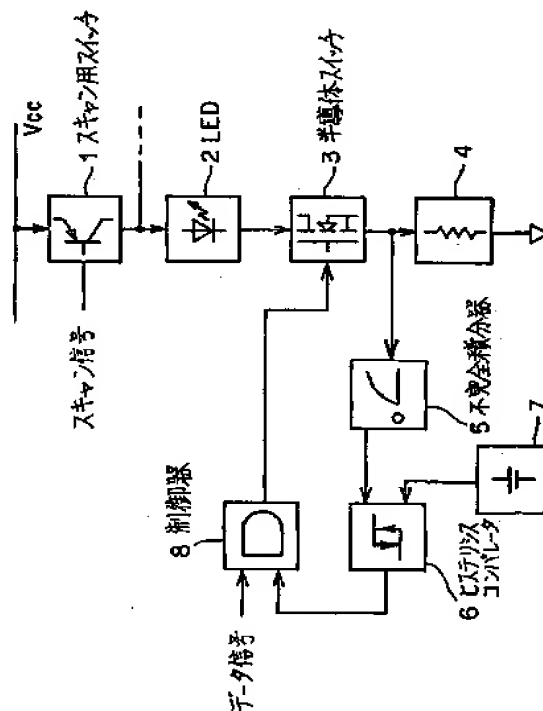 Vcc
スキャン信号
1 スキャン用スイッチ
2 LED
3 半導体スイッチ
4
5 不完全積分器
6 ヒステリシス
コンパレータ
7
8 制御器
データ信号